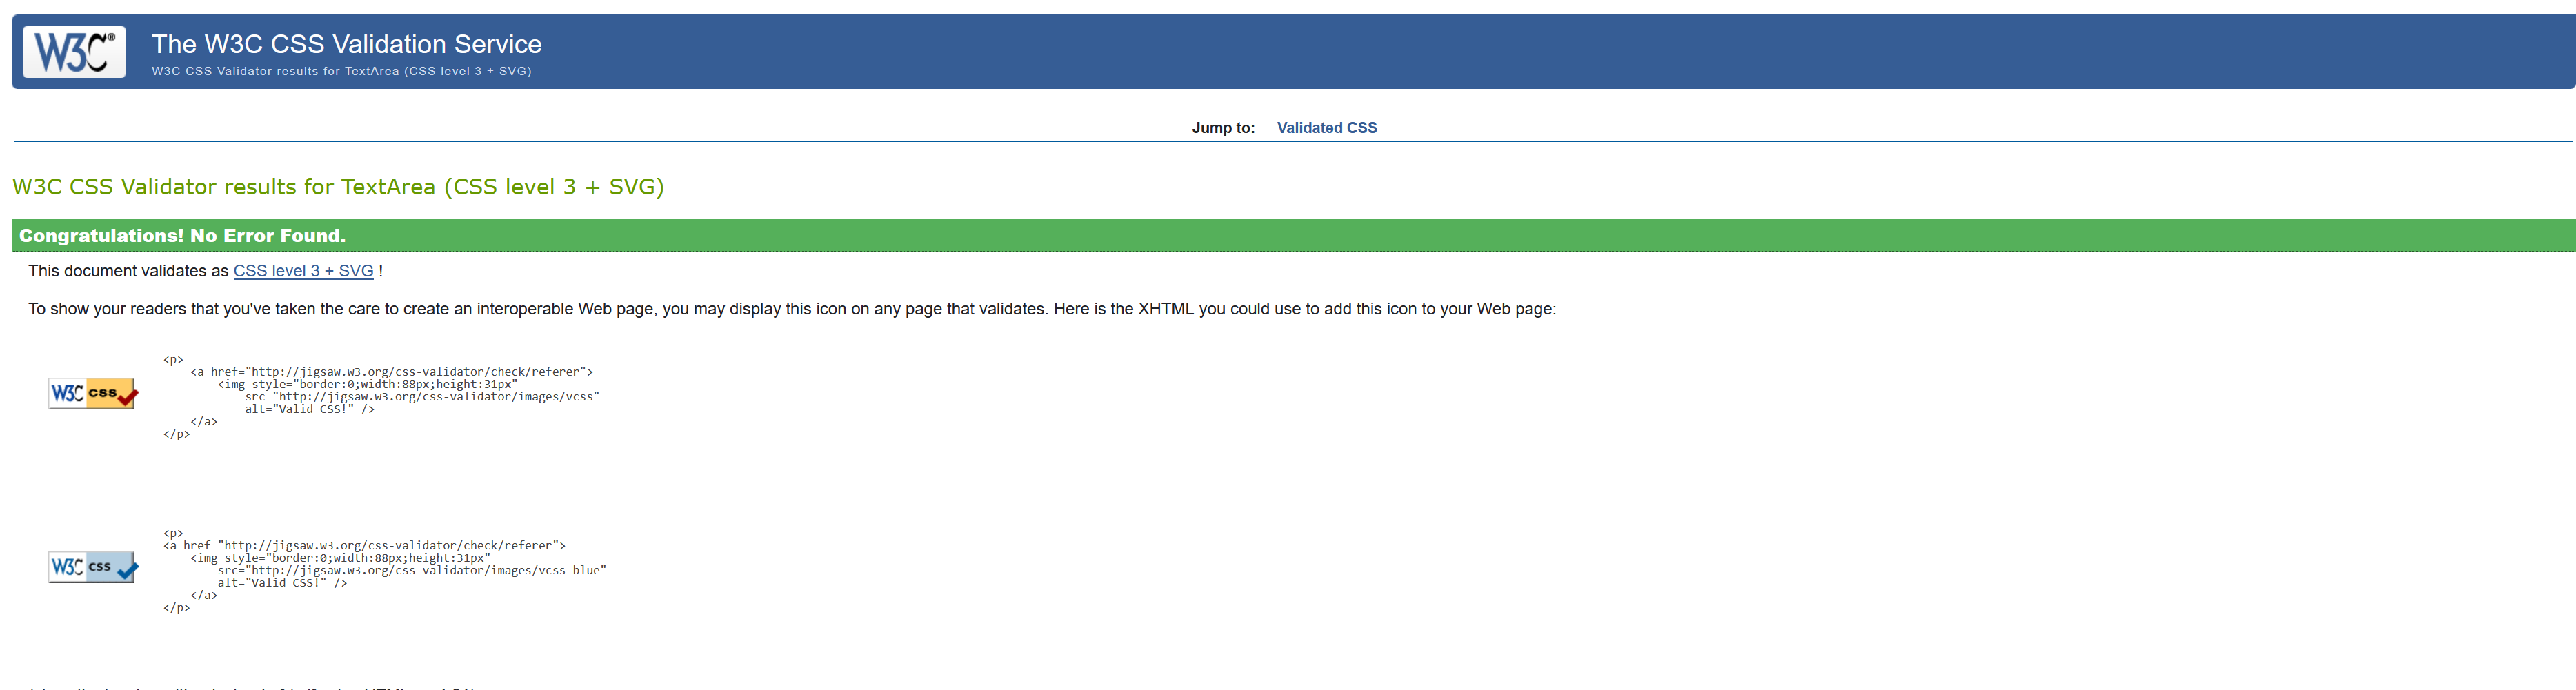 W3C®
The W3C CSS Validation Service
W3C CSS Validator results for TextArea (CSS level 3 + SVG)
Jump to: Validated CSS
W3C CSS Validator results for TextArea (CSS level 3 + SVG)
Congratulations! No Error Found.
This document validates as CSS level 3 + SVG !
To show your readers that you've taken the care to create an interoperable Web page, you may display this icon on any page that validates. Here is the XHTML you could use to add this icon to your Web page:
W3C css
<p>
    <a href="http://jigsaw.w3.org/css-validator/check/referer">
        <img style="border:0;width:88px;height:31px"
            src="http://jigsaw.w3.org/css-validator/images/vcss"
            alt="Valid CSS!" />
    </a>
</p>
W3C css
<p>
<a href="http://jigsaw.w3.org/css-validator/check/referer">
    <img style="border:0;width:88px;height:31px"
        src="http://jigsaw.w3.org/css-validator/images/vcss-blue"
        alt="Valid CSS!" />
    </a>
</p>